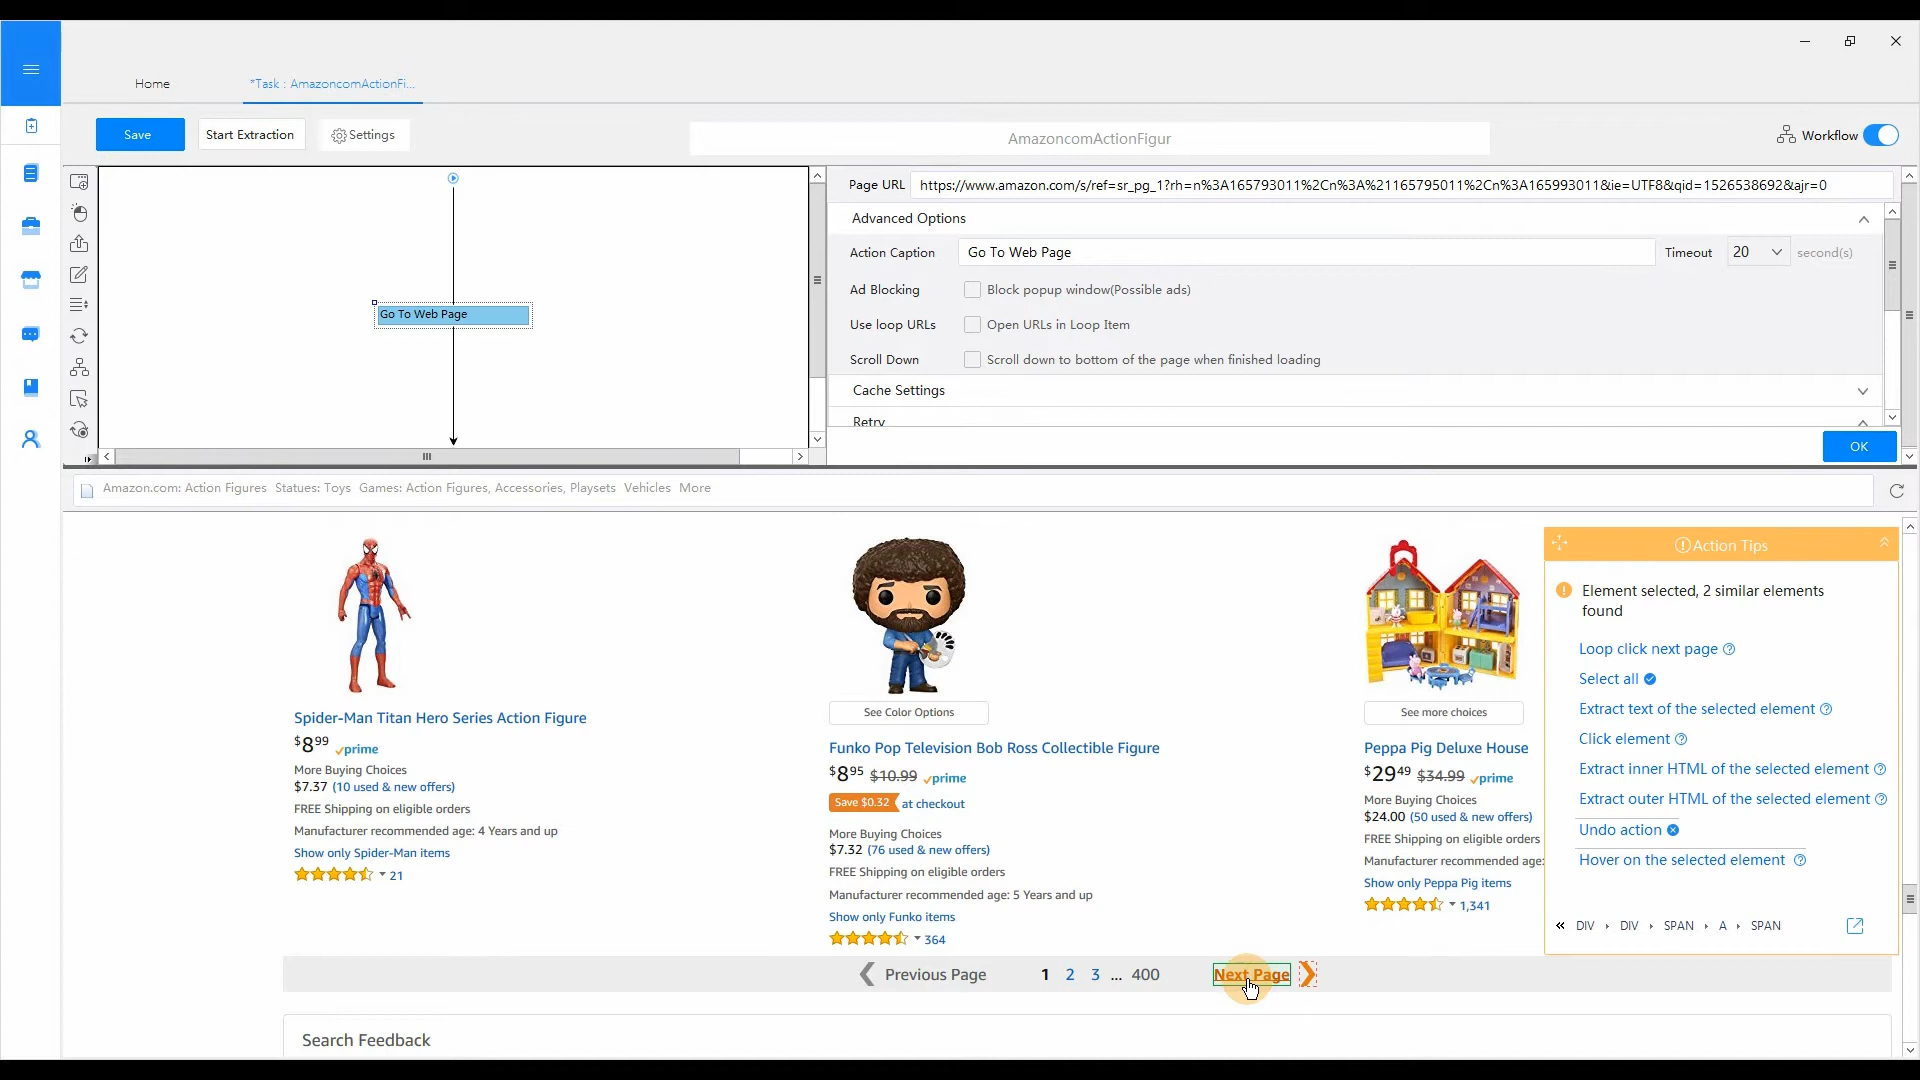 Home
*Task : AmazoncomActionFi...
Save
Start Extraction
Settings
AmazoncomActionFigur
Workflow
Page URL
https://www.amazon.com/s/ref=sr_pg_1?rh=n%3A165793011%2Cn%3A%21165795011%2Cn%3A165993011&ie=UTF8&qid=1526538692&ajr=0
Advanced Options
Action Caption
Go To Web Page
Timeout
20
second(s)
Ad Blocking
Block popup window(Possible ads)
Use loop URLs
Open URLs in Loop Item
Scroll Down
Scroll down to bottom of the page when finished loading
Cache Settings
Retry
OK
Go To Web Page
Amazon.com: Action Figures Statues: Toys Games: Action Figures, Accessories, Playsets Vehicles More
Spider-Man Titan Hero Series Action Figure
$8 99 prime
More Buying Choices
$7.37 (10 used & new offers)
FREE Shipping on eligible orders
Manufacturer recommended age: 4 Years and up
Show only Spider-Man items
21
See Color Options
Funko Pop Television Bob Ross Collectible Figure
$8 95 $10.99 prime
Save $0.32 at checkout
More Buying Choices
$7.32 (76 used & new offers)
FREE Shipping on eligible orders
Manufacturer recommended age: 5 Years and up
Show only Funko items
364
See more choices
Peppa Pig Deluxe House
$29 49 $34.99 prime
More Buying Choices
$24.00 (50 used & new offers)
FREE Shipping on eligible orders
Manufacturer recommended age:
Show only Peppa Pig items
1,341
Action Tips
Element selected, 2 similar elements
found
Loop click next page
Select all
Extract text of the selected element
Click element
Extract inner HTML of the selected element
Extract outer HTML of the selected element
Undo action
Hover on the selected element
« DIV DIV SPAN A SPAN
Previous Page 1 2 3 ... 400 Next Page
Search Feedback